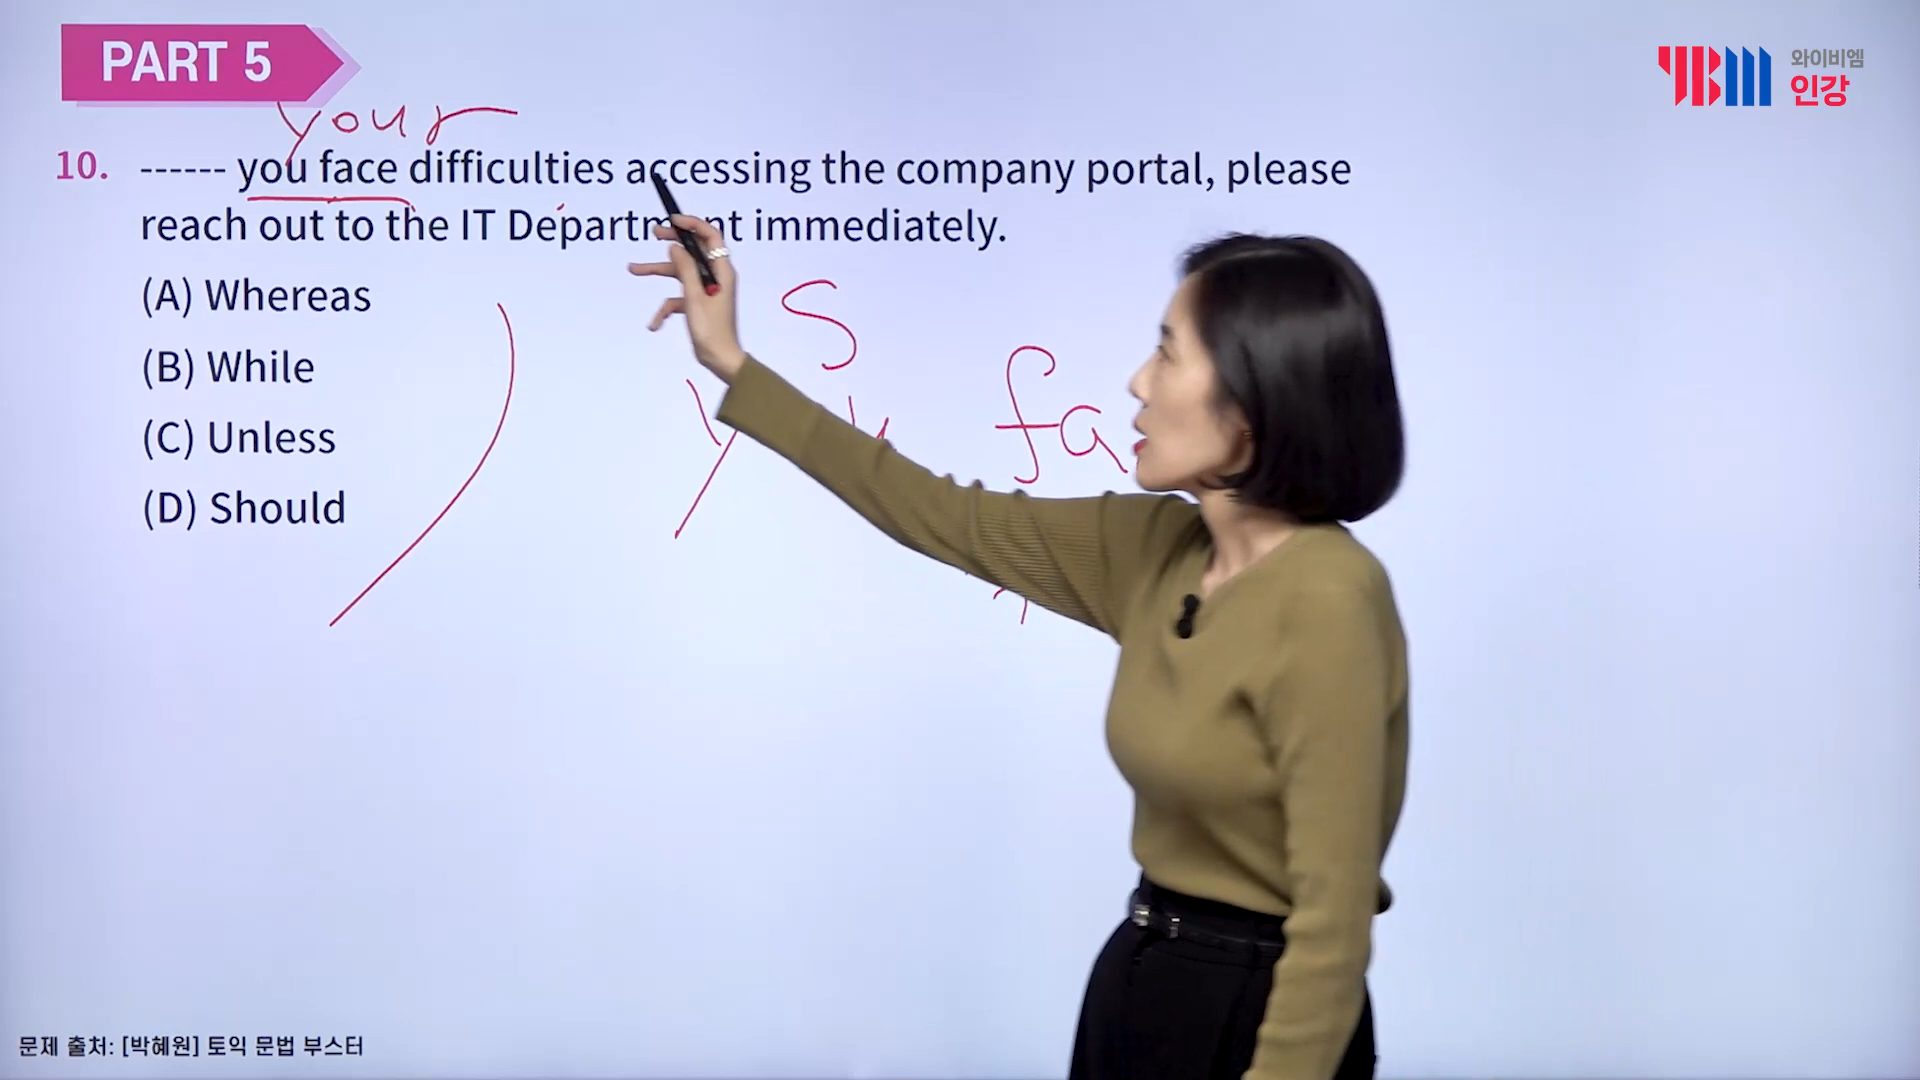 PART 5
YBM 와이비엠
인강
your
10. ------ you face difficulties accessing the company portal, please
reach out to the IT Department immediately.
(A) Whereas
(B) While
(C) Unless
(D) Should
S
fa
문제 출처: [박혜원] 토익 문법 부스터